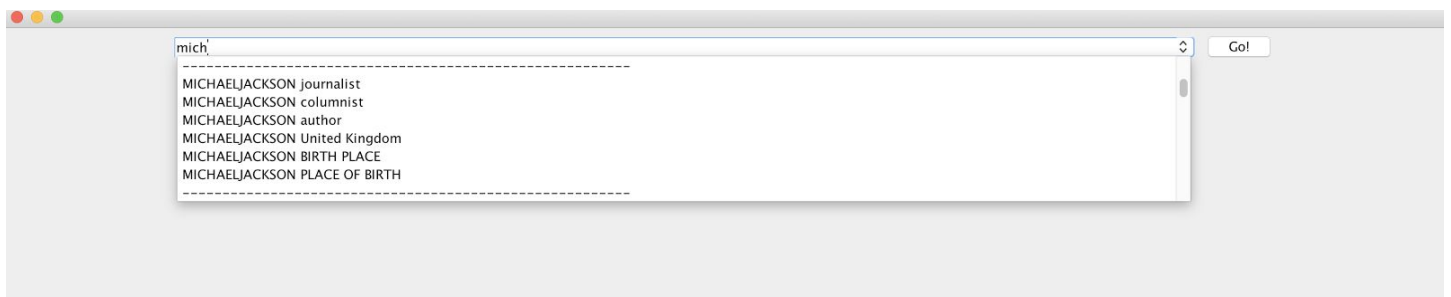 mich
Go!
--------------------------------------------------------
MICHAELJACKSON journalist
MICHAELJACKSON columnist
MICHAELJACKSON author
MICHAELJACKSON United Kingdom
MICHAELJACKSON BIRTH PLACE
MICHAELJACKSON PLACE OF BIRTH
--------------------------------------------------------